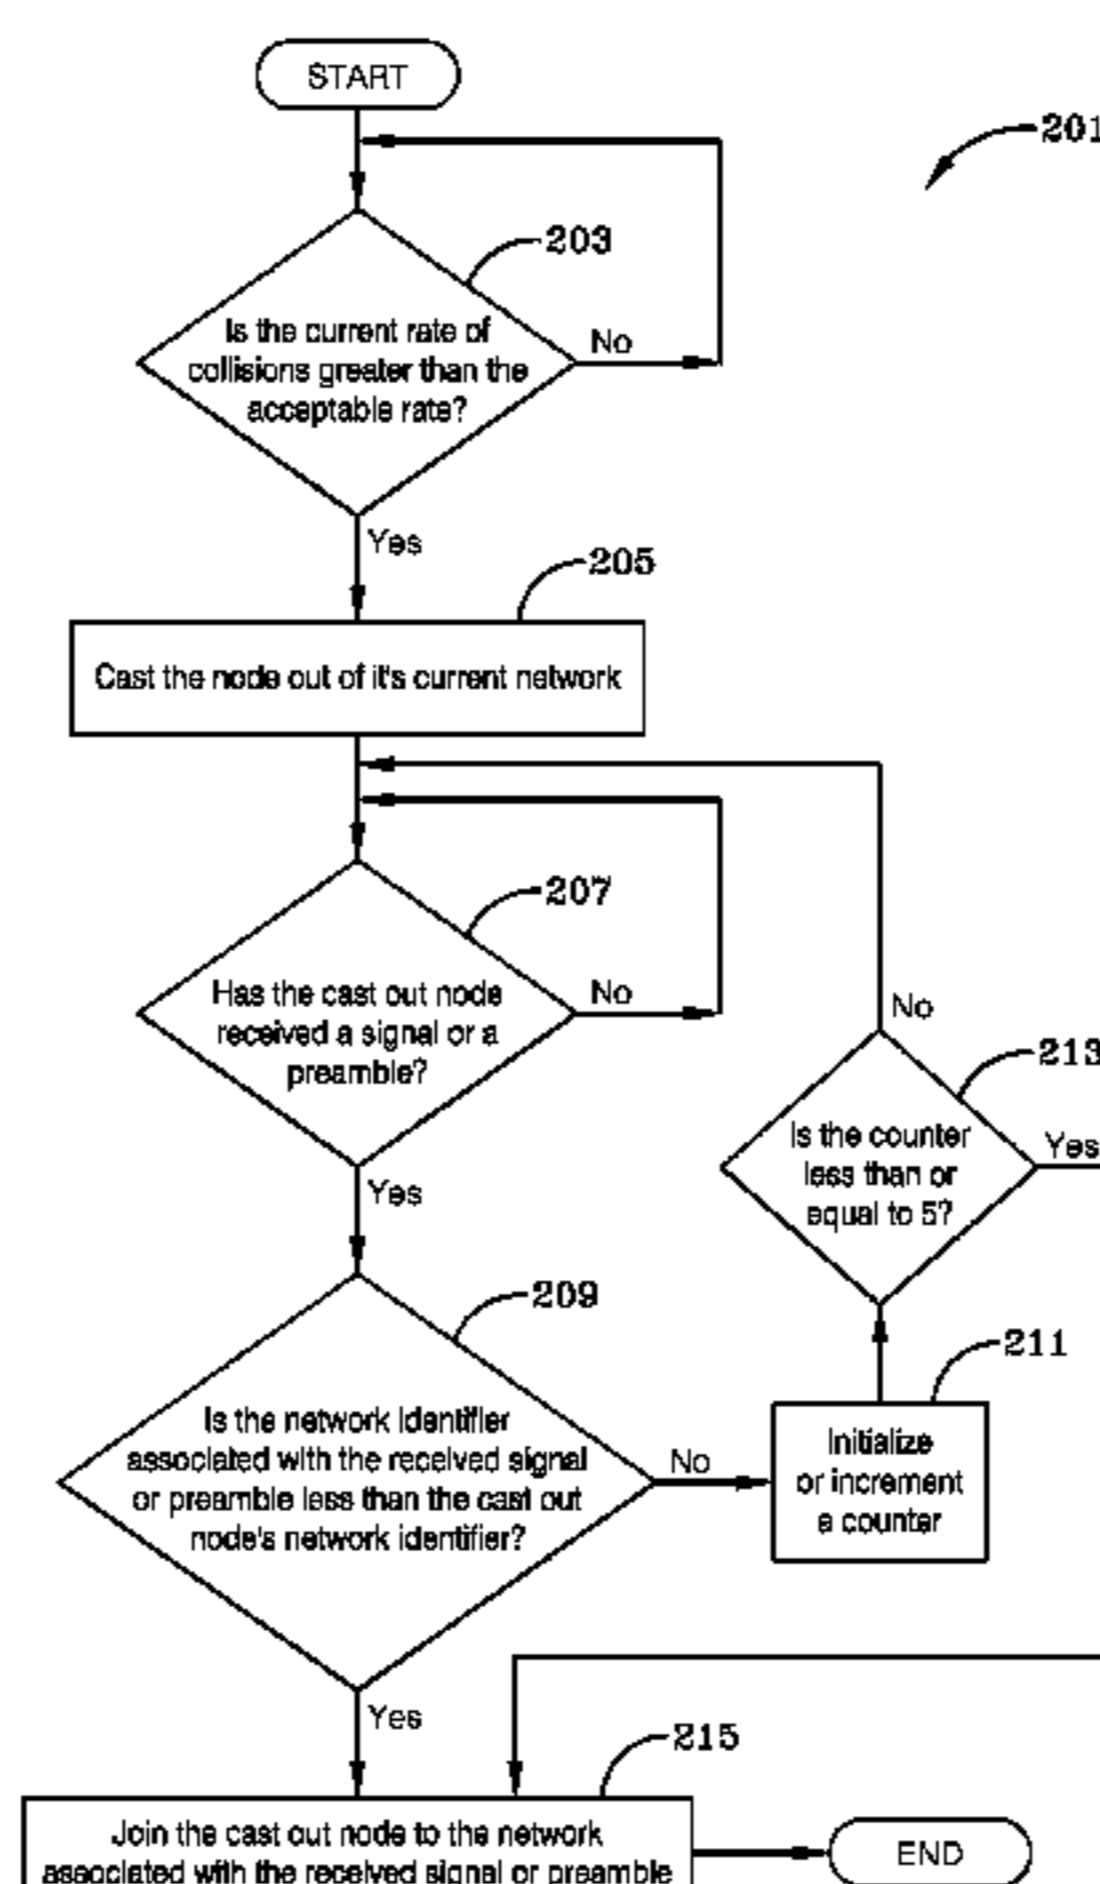 START
201
203
Is the current rate of
collisions greater than the
acceptable rate?
No
Yes
205
Cast the node out of it's current network
207
Has the cast out node
received a signal or a
preamble?
No
Yes
No
213
Is the counter
less than or
equal to 5?
Yes
209
Is the network identifier
associated with the received signal
or preamble less than the cast out
node's network identifier?
No
211
Initialize
or increment
a counter
Yes
215
Join the cast out node to the network
associated with the received signal or preamble
END